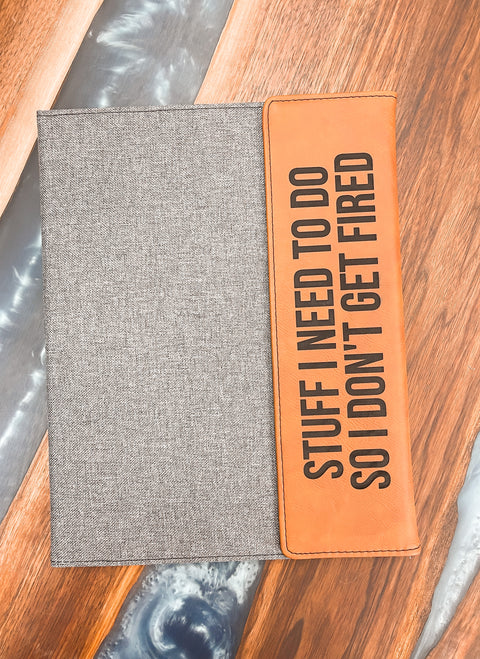 STUFF I NEED TO DO
SO I DON'T GET FIRED